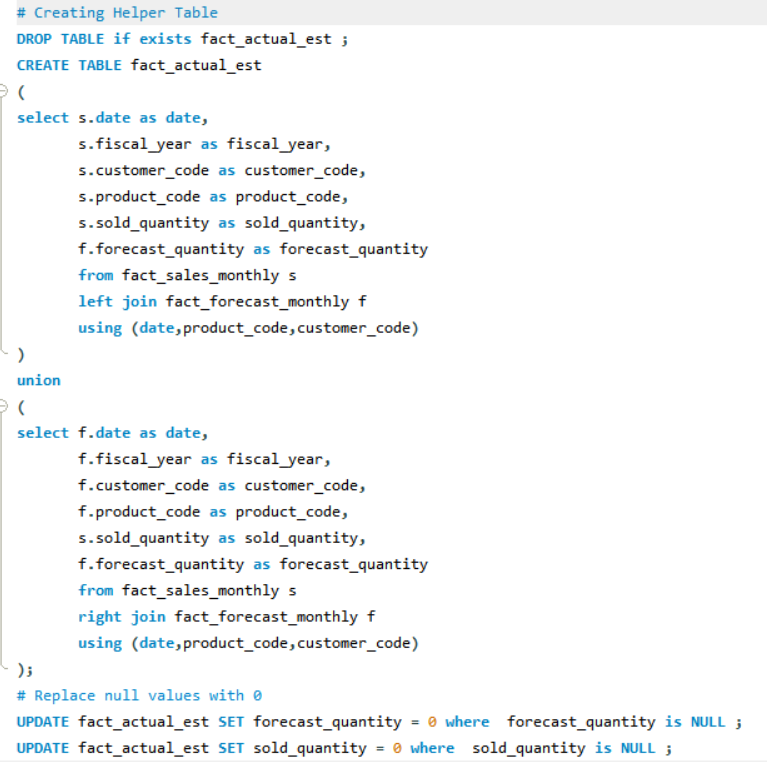 # Creating Helper Table
DROP TABLE if exists fact_actual_est ;
CREATE TABLE fact_actual_est
(
select s.date as date,
s.fiscal_year as fiscal_year,
s.customer_code as customer_code,
s.product_code as product_code,
s.sold_quantity as sold_quantity,
f.forecast_quantity as forecast_quantity
from fact_sales_monthly s
left join fact_forecast_monthly f
using (date,product_code,customer_code)
)
union
(
select f.date as date,
f.fiscal_year as fiscal_year,
f.customer_code as customer_code,
f.product_code as product_code,
s.sold_quantity as sold_quantity,
f.forecast_quantity as forecast_quantity
from fact_sales_monthly s
right join fact_forecast_monthly f
using (date,product_code,customer_code)
);
# Replace null values with 0
UPDATE fact_actual_est SET forecast_quantity = 0 where  forecast_quantity is NULL ;
UPDATE fact_actual_est SET sold_quantity = 0 where  sold_quantity is NULL ;